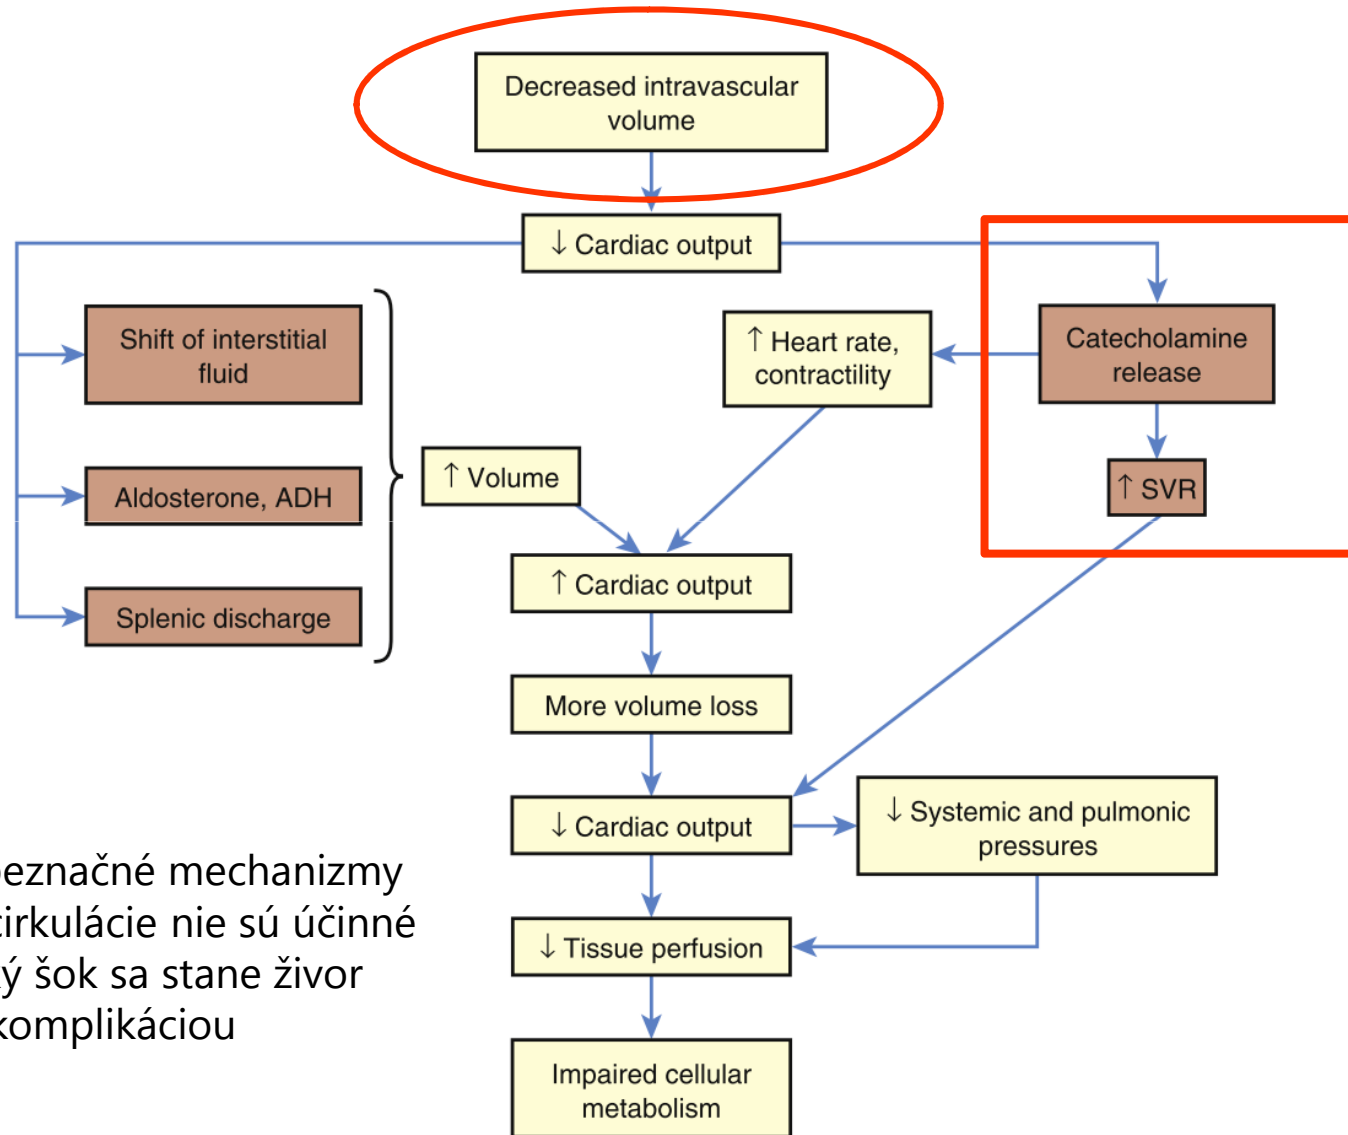 Decreased intravascular
volume
↓ Cardiac output
Shift of interstitial
fluid
↑ Heart rate,
contractility
Catecholamine
release
↑ Volume
Aldosterone, ADH
↑ SVR
↑ Cardiac output
Splenic discharge
More volume loss
↓ Cardiac output
↓ Systemic and pulmonic
pressures
↓ Tissue perfusion
Impaired cellular
metabolism
mechanizmy
cirkulácie nie sú účinné
šok sa stane živor
komplikáciou